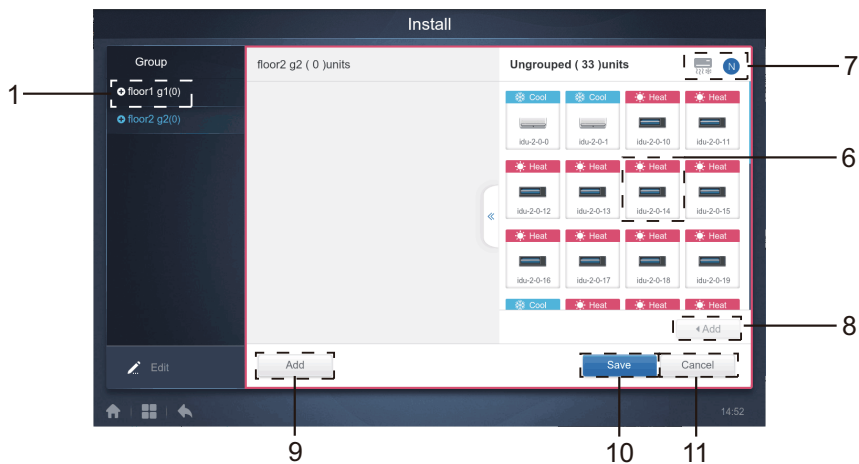 Install
Group
floor1 g1(0)
floor2 g2(0)
Edit
floor2 g2 ( 0 )units
Ungrouped ( 33 )units
N
Cool Cool Heat Heat
idu-2-0-0 idu-2-0-1 idu-2-0-10 idu-2-0-11
Heat Heat Heat Heat
idu-2-0-12 idu-2-0-13 idu-2-0-14 idu-2-0-15
Heat Heat Heat Heat
idu-2-0-16 idu-2-0-17 idu-2-0-18 idu-2-0-19
Cool Heat Heat Heat
Add
Add Save Cancel
14:52
1
7
6
8
9 10 11